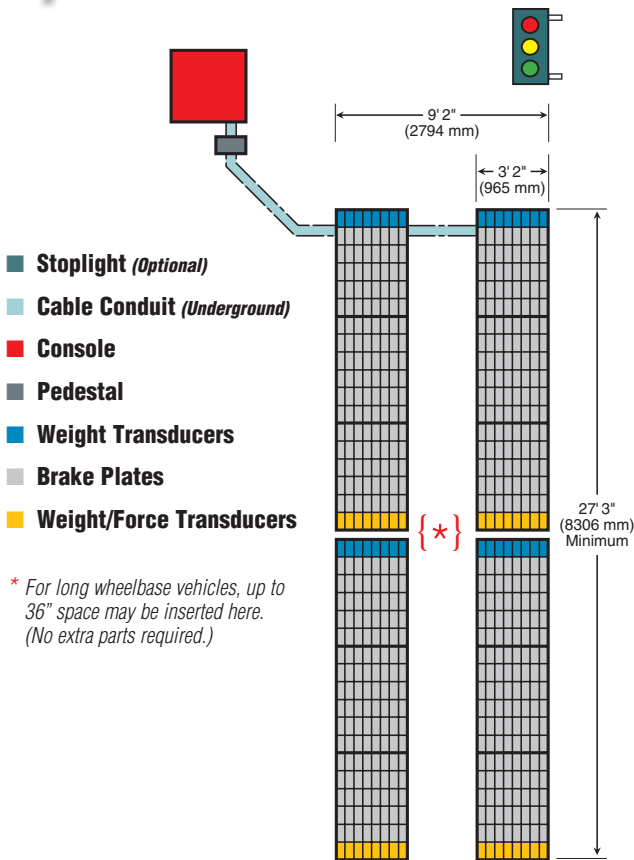 9' 2"
(2794 mm)
3' 2"
(965 mm)
Stoplight (Optional)
Cable Conduit (Underground)
Console
Pedestal
Weight Transducers
Brake Plates
Weight/Force Transducers
{*}
27' 3"
(8306 mm)
Minimum
* For long wheelbase vehicles, up to
36” space may be inserted here.
(No extra parts required.)